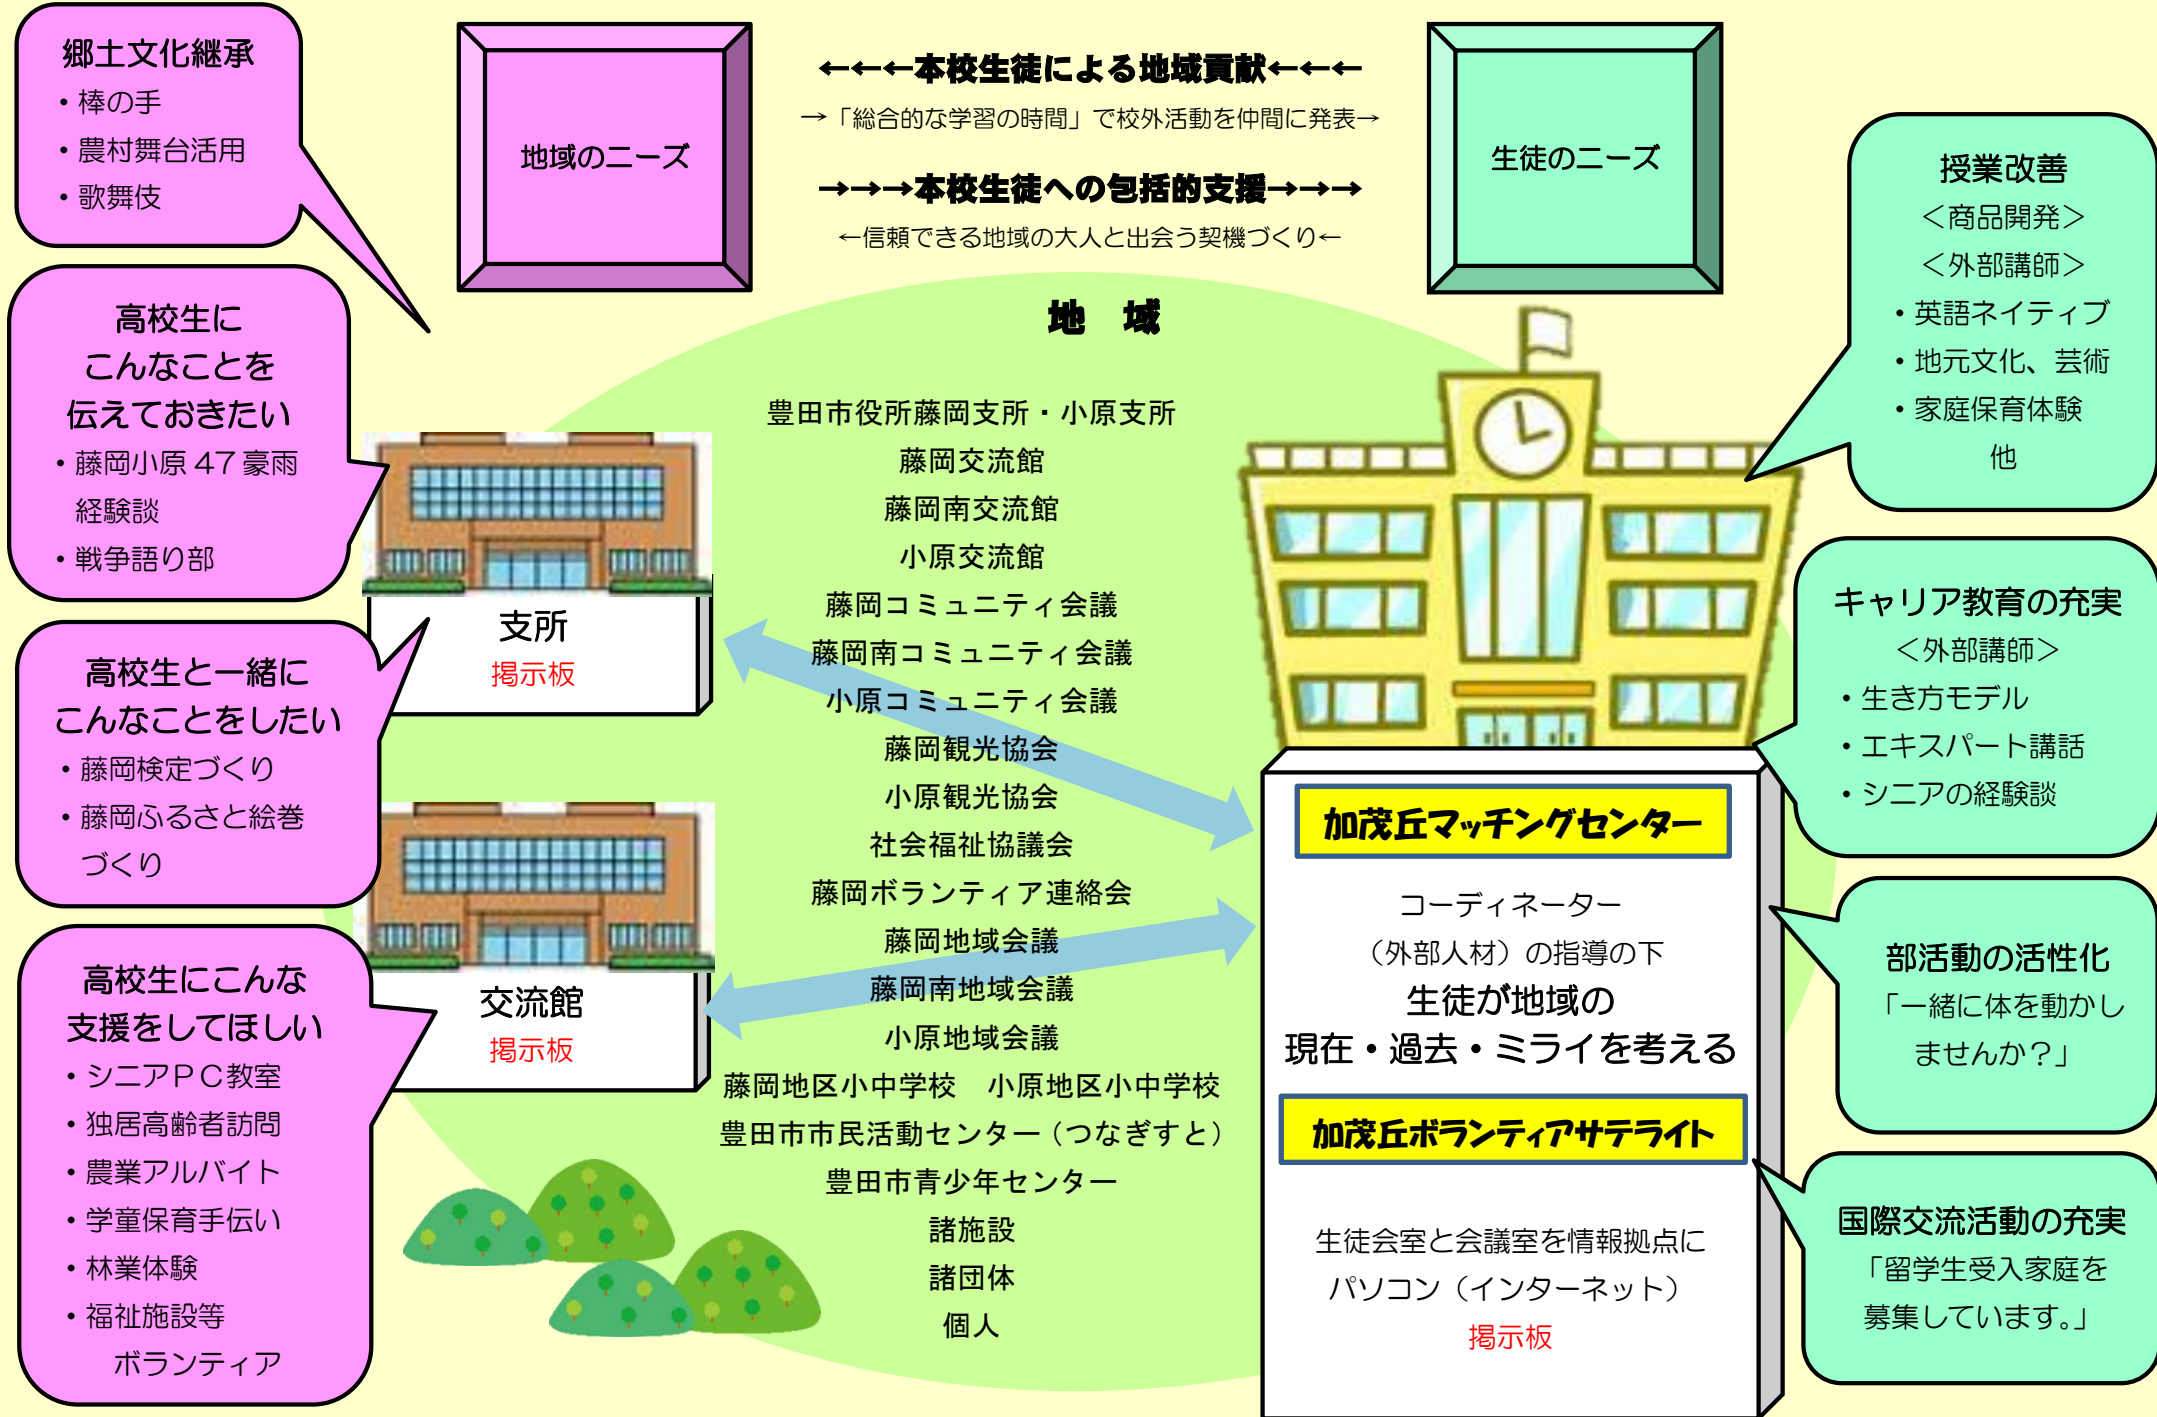 郷土文化継承
・棒の手
・農村舞台活用
・歌舞伎
高校生に
こんなことを
伝えておきたい
・藤岡小原47豪雨
経験談
・戦争語り部
高校生と一緒に
こんなことをしたい
・藤岡検定づくり
・藤岡ふるさと絵巻
づくり
高校生にこんな
支援をしてほしい
・シニアPC教室
・独居高齢者訪問
・農業アルバイト
・学童保育手伝い
・林業体験
・福祉施設等
ボランティア
地域のニーズ
←←←本校生徒による地域貢献←←←
→「総合的な学習の時間」で校外活動を仲間に発表→
→→→本校生徒への包括的支援→→→
←信頼できる地域の大人と出会う契機づくり←
生徒のニーズ
支所
掲示板
交流館
掲示板
地 域
豊田市役所藤岡支所・小原支所
藤岡交流館
藤岡南交流館
小原交流館
藤岡コミュニティ会議
藤岡南コミュニティ会議
小原コミュニティ会議
藤岡観光協会
小原観光協会
社会福祉協議会
藤岡ボランティア連絡会
藤岡地域会議
藤岡南地域会議
小原地域会議
藤岡地区小中学校 小原地区小中学校
豊田市市民活動センター（つなぎすと）
豊田市青少年センター
諸施設
諸団体
個人
加茂丘マッチングセンター
コーディネーター
（外部人材）の指導の下
生徒が地域の
現在・過去・ミライを考える
加茂丘ボランティアサテライト
生徒会室と会議室を情報拠点に
パソコン（インターネット）
掲示板
授業改善
＜商品開発＞
＜外部講師＞
・英語ネイティブ
・地元文化、芸術
・家庭保育体験
他
キャリア教育の充実
＜外部講師＞
・生き方モデル
・エキスパート講話
・シニアの経験談
部活動の活性化
「一緒に体を動かし
ませんか？」
国際交流活動の充実
「留学生受入家庭を
募集しています。」